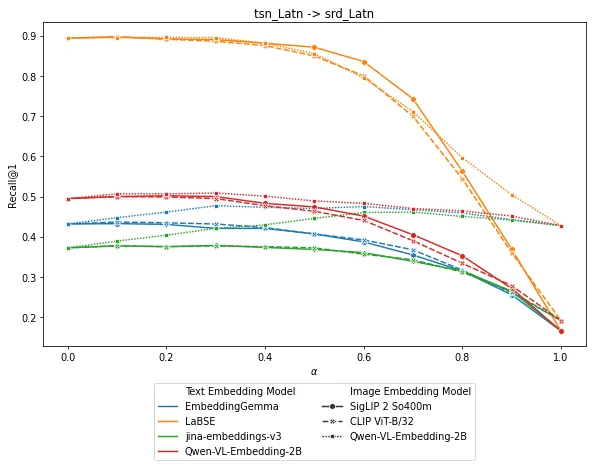 tsn_Latn -> srd_Latn
Recall@1
0.9
0.8
0.7
0.6
0.5
0.4
0.3
0.2
0.0 0.2 0.4 0.6 0.8 1.0
α
Text Embedding Model
EmbeddingGemma
LaBSE
jina-embeddings-v3
Qwen-VL-Embedding-2B
Image Embedding Model
SigLIP 2 So400m
CLIP ViT-B/32
Qwen-VL-Embedding-2B